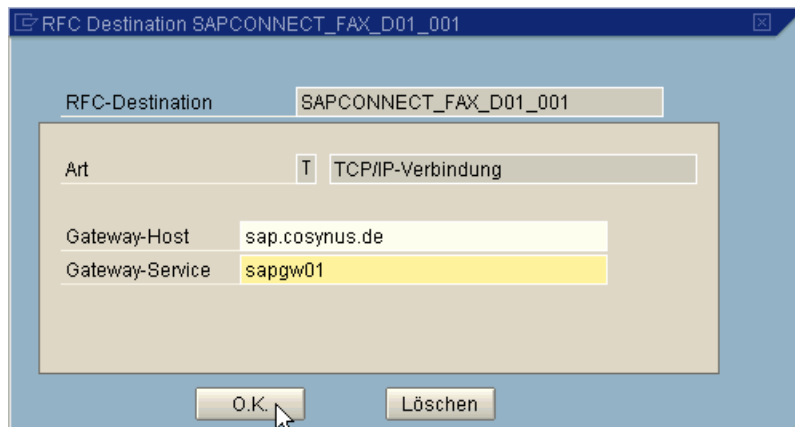 RFC Destination SAPCONNECT_FAX_D01_001
RFC-Destination SAPCONNECT_FAX_D01_001
Art T TCP/IP-Verbindung
Gateway-Host sap.cosynus.de
Gateway-Service sapgw01
O.K. Löschen